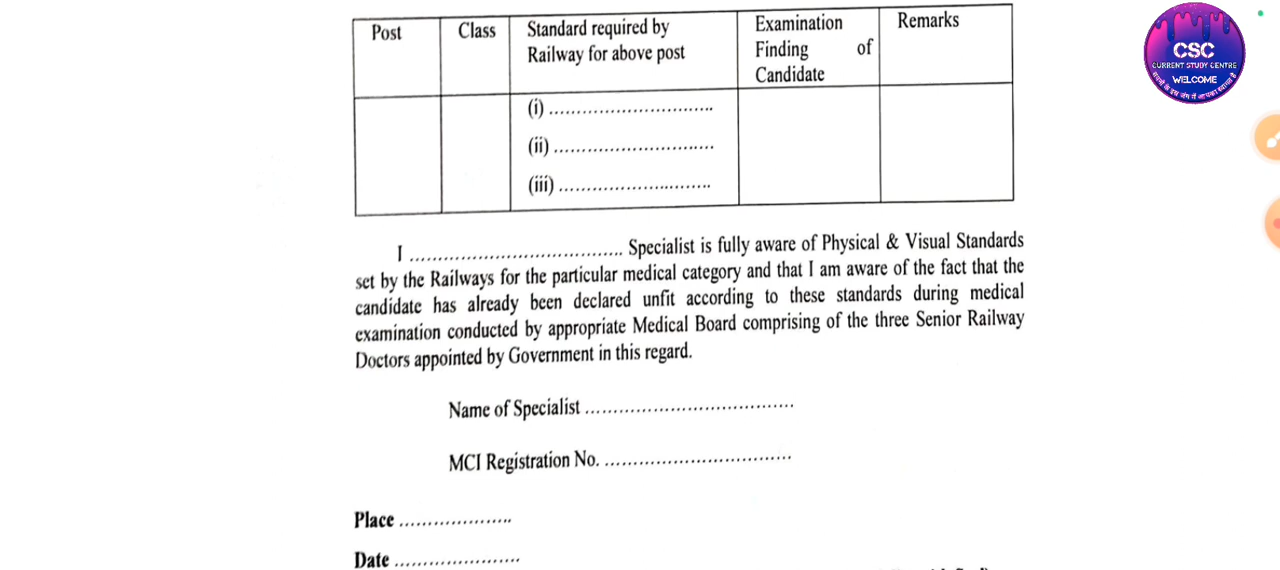 Post Class Standard required by Railway for above post Examination Finding of Candidate Remarks
(i) ................................
(ii) ................................
(iii) ..............................
I ..................................... Specialist is fully aware of Physical & Visual Standards
set by the Railways for the particular medical category and that I am aware of the fact that the
candidate has already been declared unfit according to these standards during medical
examination conducted by appropriate Medical Board comprising of the three Senior Railway
Doctors appointed by Government in this regard.
Name of Specialist .....................................
MCI Registration No. .................................
Place ....................
Date ......................
CSC
CURRENT STUDY CENTRE
WELCOME